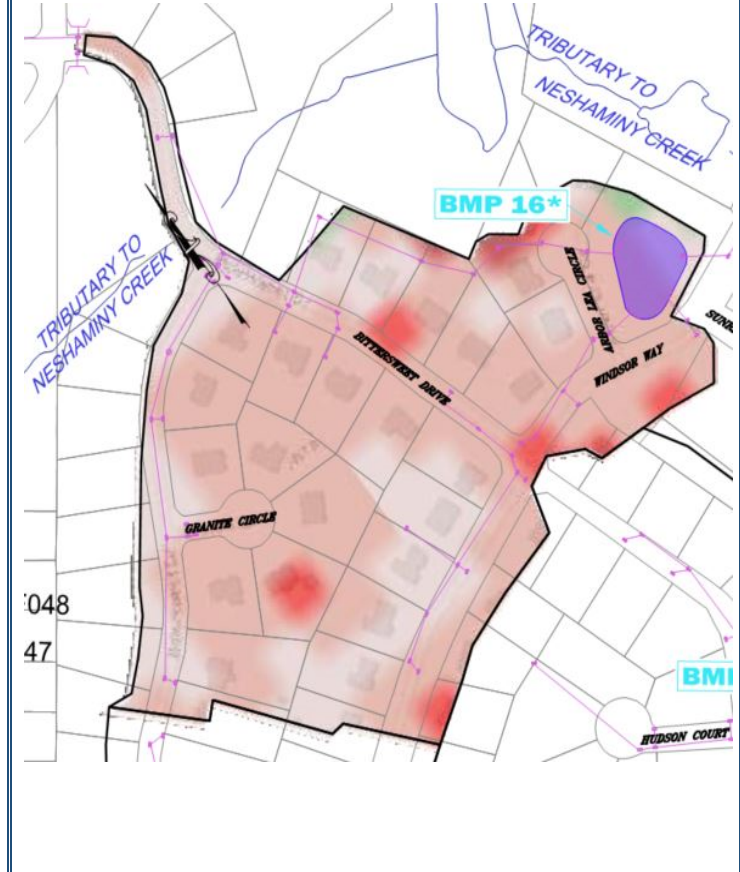 TRIBUTARY TO
NESHAMINY CREEK
BMP 16*
TRIBUTARY TO
NESHAMINY CREEK
ARBOR LEA CIRCLE
BITTERSWEET DRIVE
WINDSOR WAY
GRANITE CIRCLE
048
47
HUDSON COURT